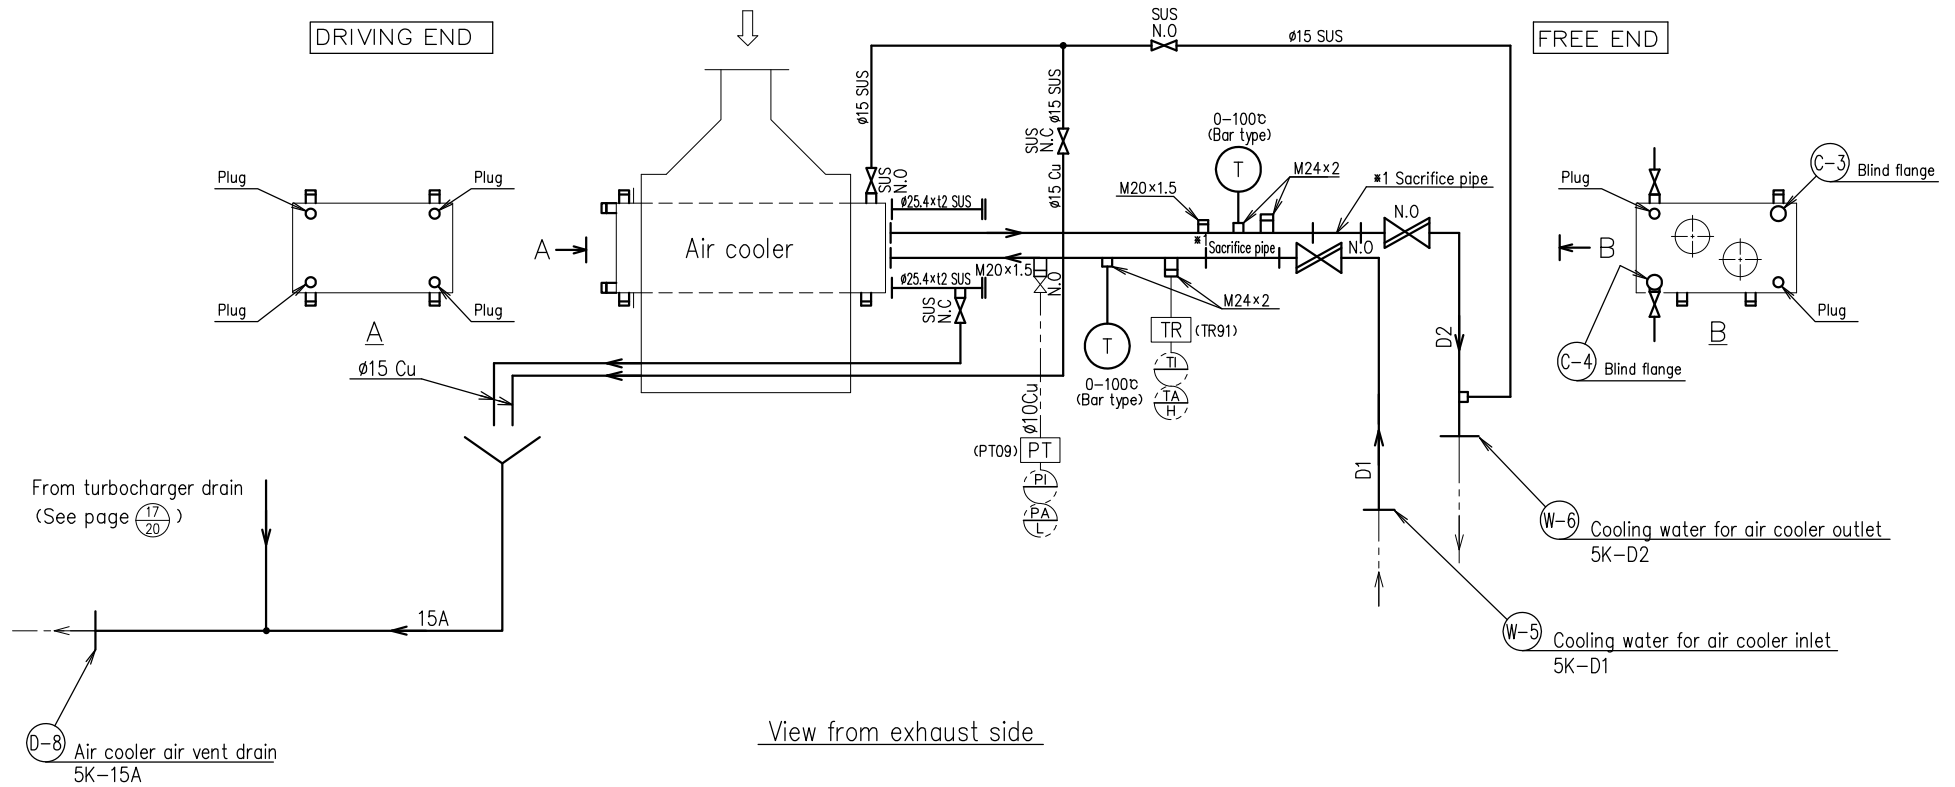 DRIVING END
FREE END
SUS
N.O
ø15 SUS
ø15 SUS
ø15 SUS
SUS
N.C
ø15 Cu
SUS
N.O
0-100℃
(Bar type)
T
M24×2
M20×1.5
*1 Sacrifice pipe
N.O
ø25.4×t2 SUS
Plug
Plug
Plug
Plug
A
A
Air cooler
*1
Sacrifice pipe
N.O
M20×1.5
ø25.4×t2 SUS
N.O
SUS
N.C
M24×2
TR
(TR91)
TI
TA
H
T
0-100℃
(Bar type)
ø10Cu
(PT09)
PT
PI
PA
L
D1
D2
C-3
Blind flange
Plug
B
Plug
B
C-4
Blind flange
ø15 Cu
From turbocharger drain
(See page 17/20)
15A
W-6
Cooling water for air cooler outlet
5K-D2
W-5
Cooling water for air cooler inlet
5K-D1
D-8
Air cooler air vent drain
5K-15A
View from exhaust side